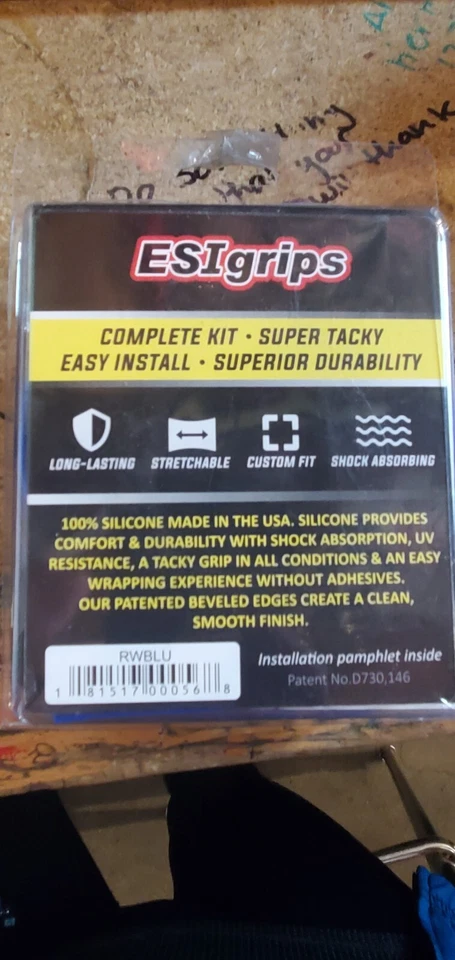 thank
ESIgrips
COMPLETE KIT • SUPER TACKY
EASY INSTALL • SUPERIOR DURABILITY
LONG-LASTING STRETCHABLE CUSTOM FIT SHOCK ABSORBING
100% SILICONE MADE IN THE USA. SILICONE PROVIDES
COMFORT & DURABILITY WITH SHOCK ABSORPTION, UV
RESISTANCE, A TACKY GRIP IN ALL CONDITIONS & AN EASY
WRAPPING EXPERIENCE WITHOUT ADHESIVES.
OUR PATENTED BEVELED EDGES CREATE A CLEAN,
SMOOTH FINISH.
RWBLU
1 81517 00056 8
Installation pamphlet inside
Patent No.D730,146